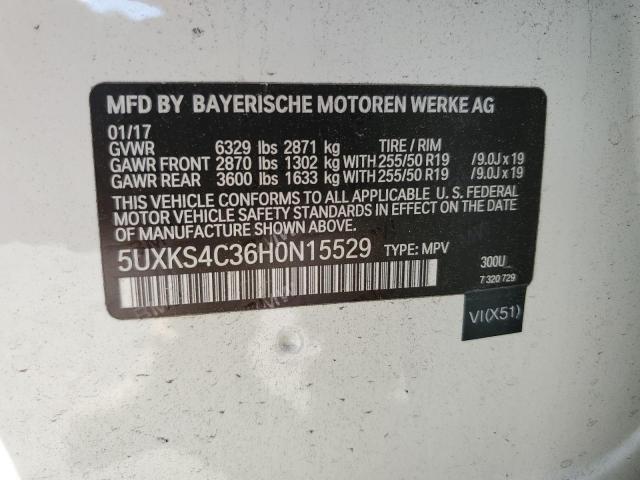 MFD BY BAYERISCHE MOTOREN WERKE AG
01/17
GVWR 6329 lbs 2871 kg TIRE / RIM
GAWR FRONT 2870 lbs 1302 kg WITH 255/50 R19 /9.0J x 19
GAWR REAR 3600 lbs 1633 kg WITH 255/50 R19 /9.0J x 19
THIS VEHICLE CONFORMS TO ALL APPLICABLE U. S. FEDERAL
MOTOR VEHICLE SAFETY STANDARDS IN EFFECT ON THE DATE
OF MANUFACTURE SHOWN ABOVE.
5UXKS4C36H0N15529 TYPE: MPV 300U
7 320 729
VI(X51)